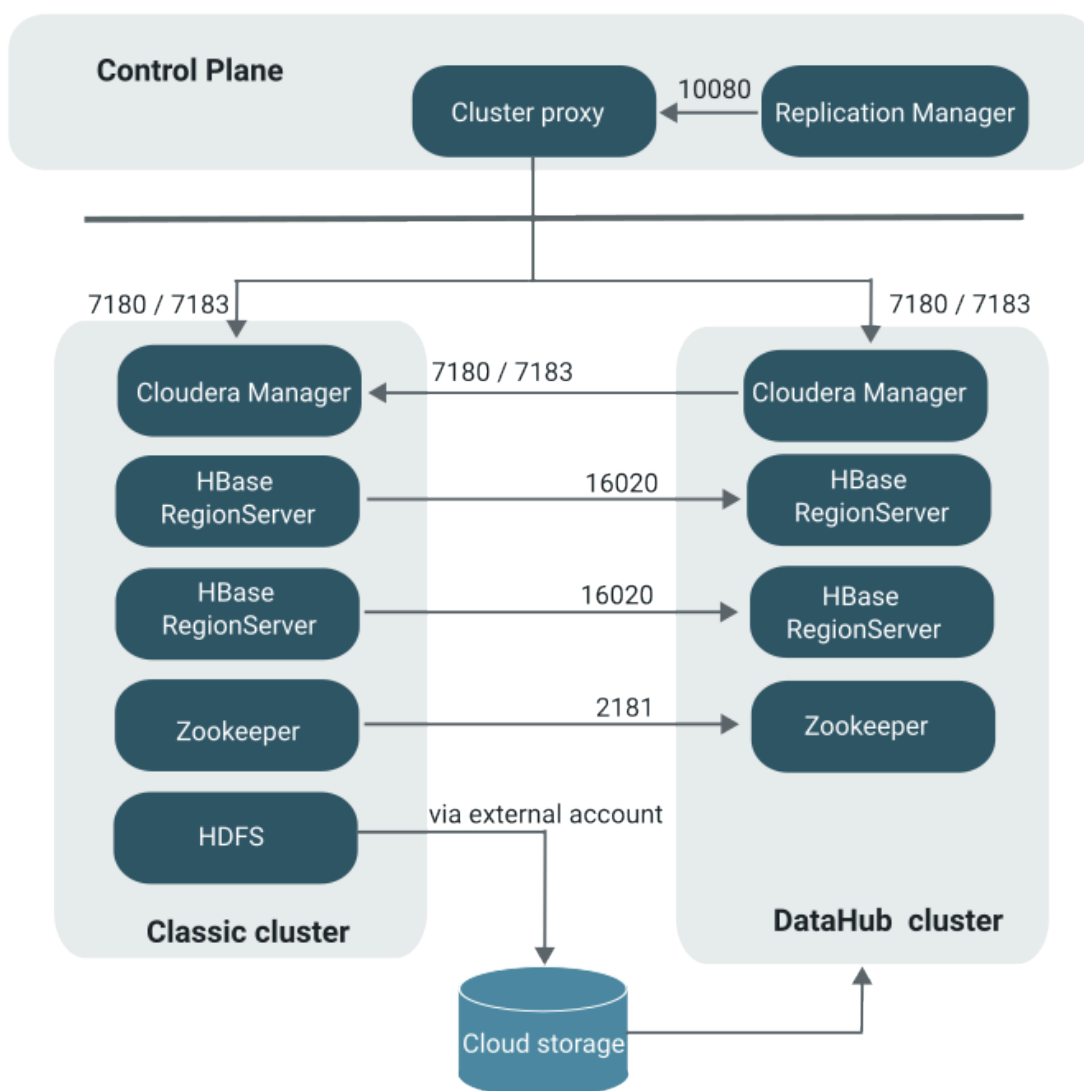 Control Plane
Cluster proxy
10080
Replication Manager
7180 / 7183
7180 / 7183
Cloudera Manager
7180 / 7183
Cloudera Manager
HBase
RegionServer
16020
HBase
RegionServer
HBase
RegionServer
16020
HBase
RegionServer
Zookeeper
2181
Zookeeper
HDFS
via external account
Classic cluster
DataHub cluster
Cloud storage